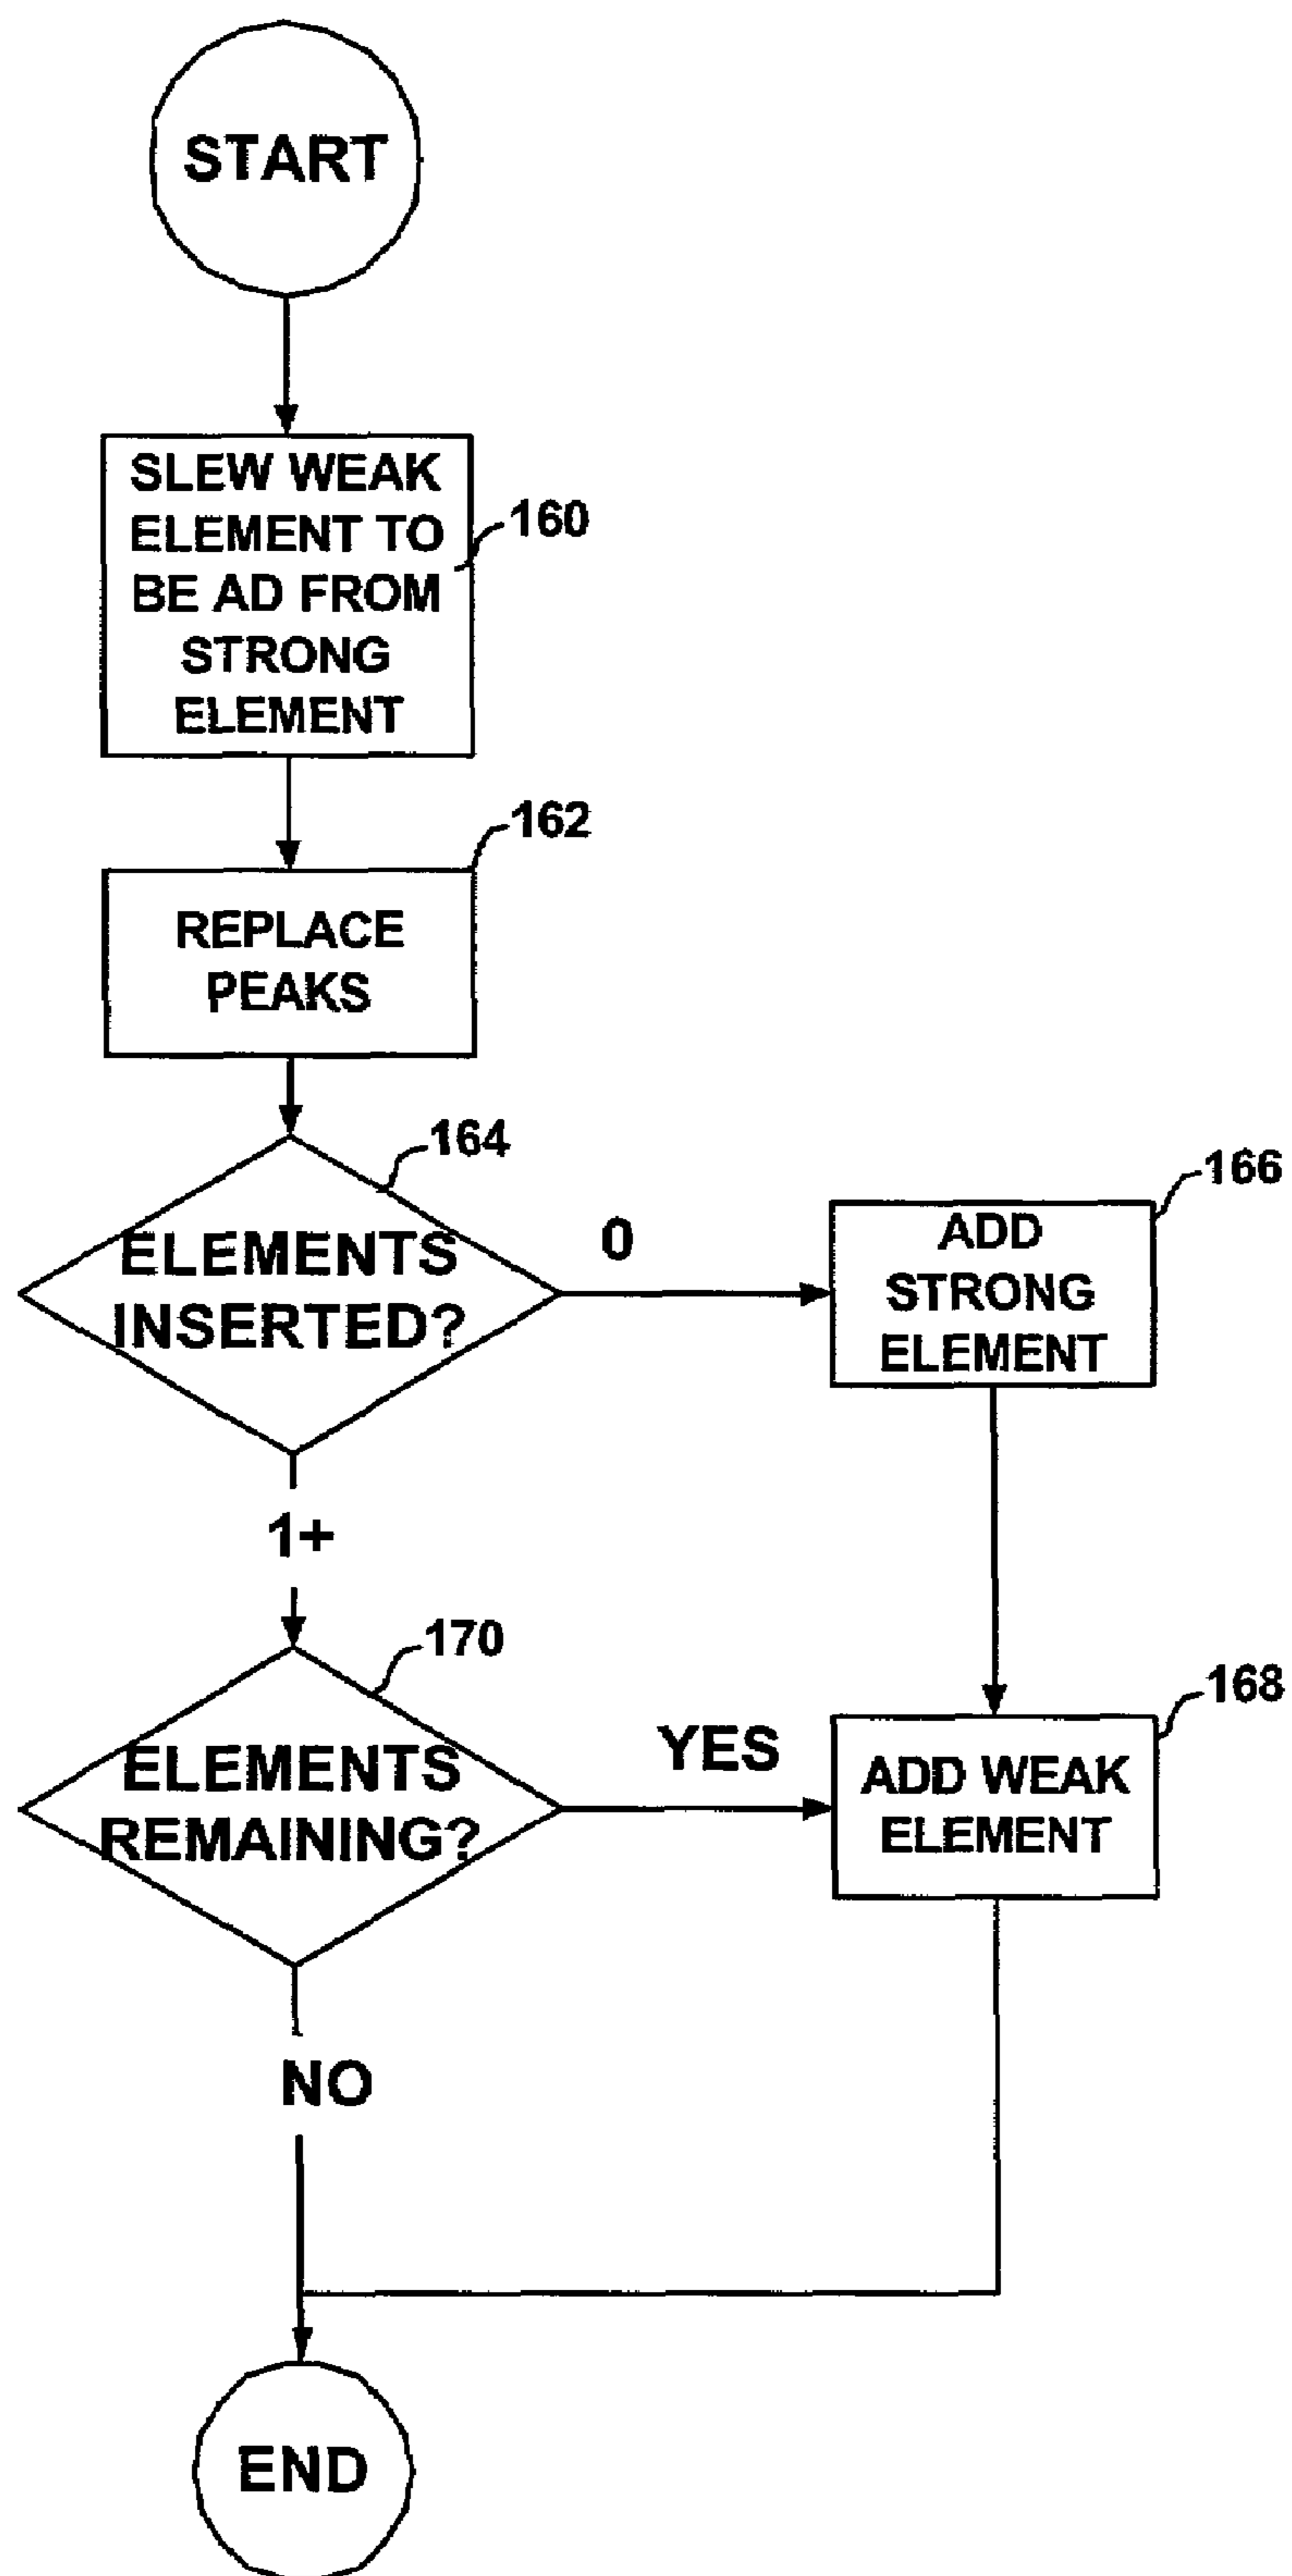 START
SLEW WEAK
ELEMENT TO
BE AD FROM
STRONG
ELEMENT
160
162
REPLACE
PEAKS
164
ELEMENTS
INSERTED?
0
166
ADD
STRONG
ELEMENT
1+
170
ELEMENTS
REMAINING?
YES
168
ADD WEAK
ELEMENT
NO
END